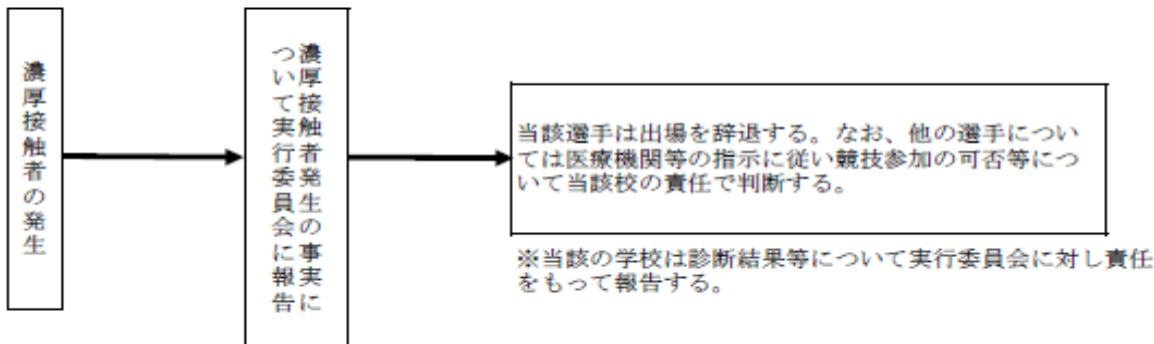 濃厚接触者の発生
濃厚接触者発生の事実に
ついて実行委員会に報告
当該選手は出場を辞退する。なお、他の選手につい
ては医療機関等の指示に従い競技参加の可否等につ
いて当該校の責任で判断する。
※当該の学校は診断結果等について実行委員会に対し責任
をもって報告する。